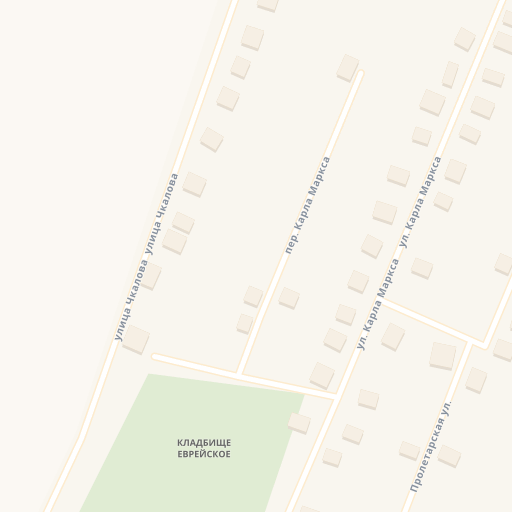 улица Чкалова
улица Чкалова
пер. Карла Маркса
ул. Карла Маркса
ул. Карла Маркса
Пролетарская ул.
КЛАДБИЩЕ
ЕВРЕЙСКОЕ